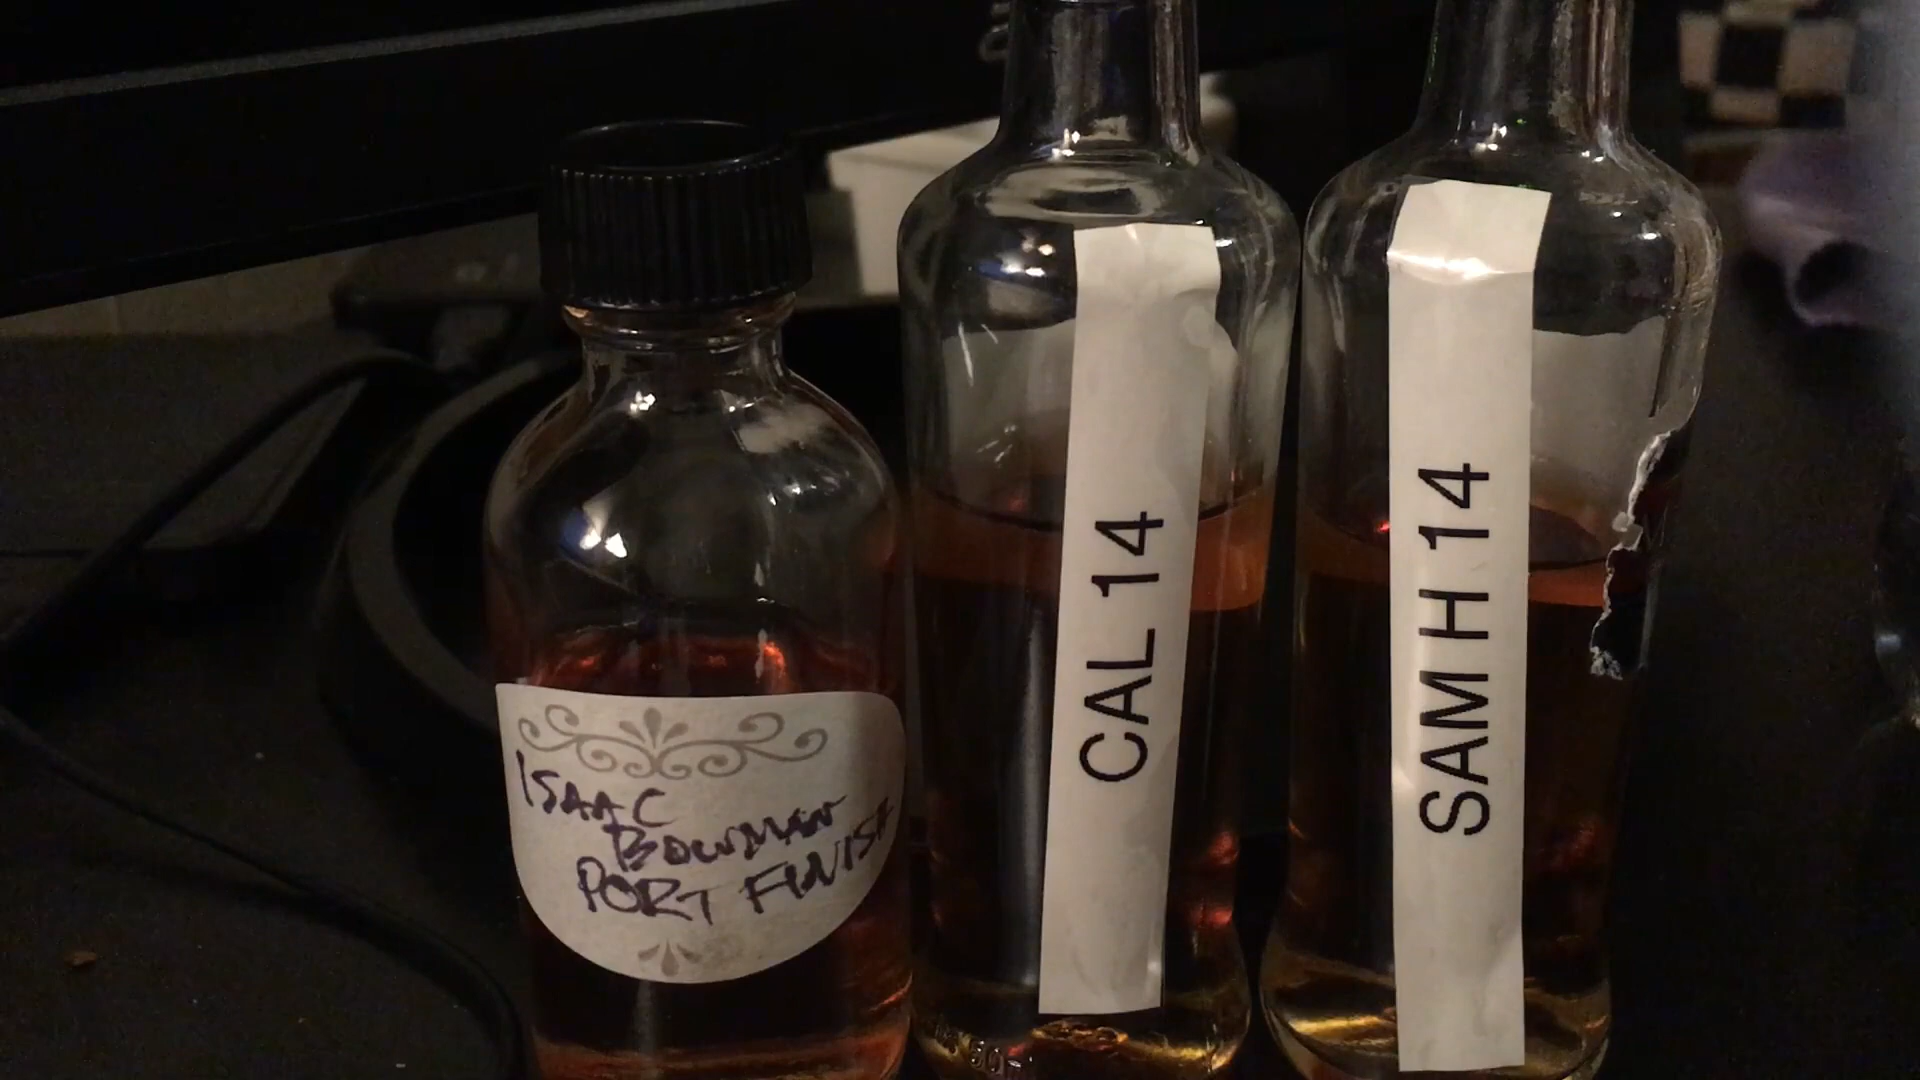 ISAAC
BOWMAN
PORT FINISH
CAL 14
SAM H 14